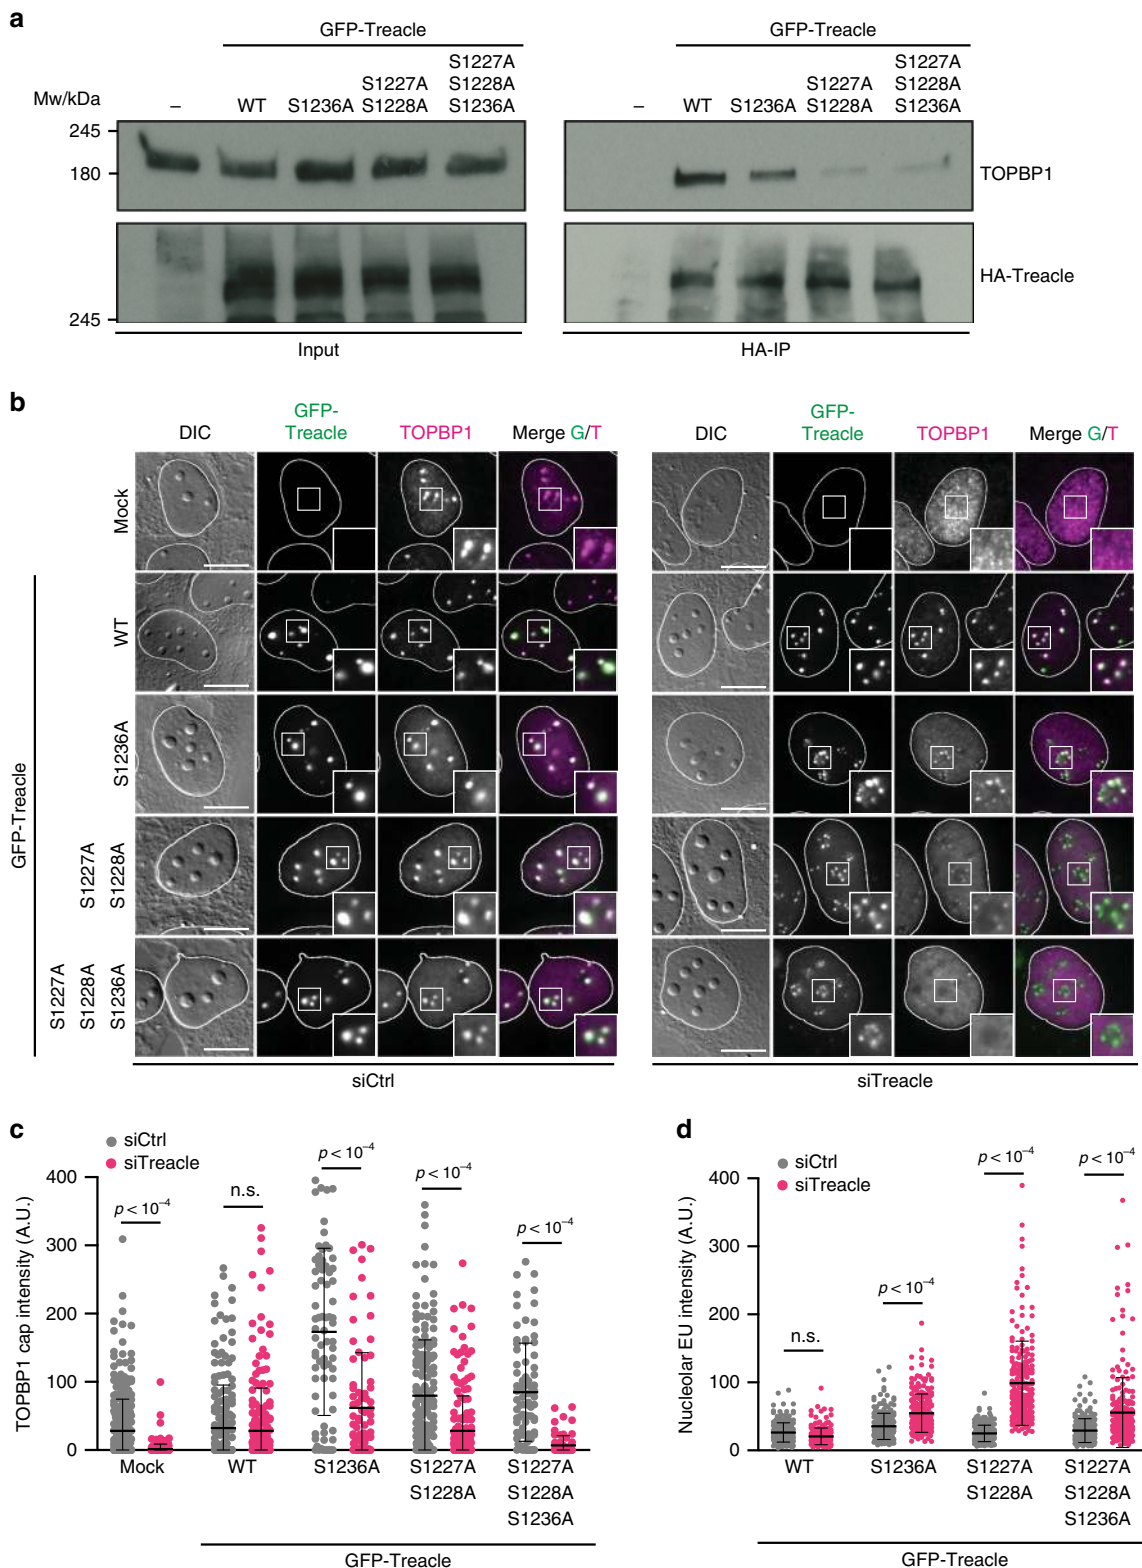 a
GFP-Treacle
GFP-Treacle
Mw/kDa
–
WT
S1236A
S1227A
S1228A
S1227A
S1228A
S1236A
–
WT
S1236A
S1227A
S1228A
S1227A
S1228A
S1236A
245
180
TOPBP1
245
HA-Treacle
Input
HA-IP
b
DIC
GFP-
Treacle
TOPBP1
Merge G/T
DIC
GFP-
Treacle
TOPBP1
Merge G/T
Mock
GFP-Treacle
WT
S1236A
S1227A
S1228A
S1227A
S1228A
S1236A
siCtrl
siTreacle
c
siCtrl
siTreacle
TOPBP1 cap intensity (A.U.)
400
300
200
100
0
p < 10⁻⁴
n.s.
p < 10⁻⁴
p < 10⁻⁴
p < 10⁻⁴
Mock
WT
S1236A
S1227A
S1228A
S1227A
S1228A
S1236A
GFP-Treacle
d
siCtrl
siTreacle
Nucleolar EU intensity (A.U.)
400
300
200
100
0
n.s.
p < 10⁻⁴
p < 10⁻⁴
p < 10⁻⁴
WT
S1236A
S1227A
S1228A
S1227A
S1228A
S1236A
GFP-Treacle